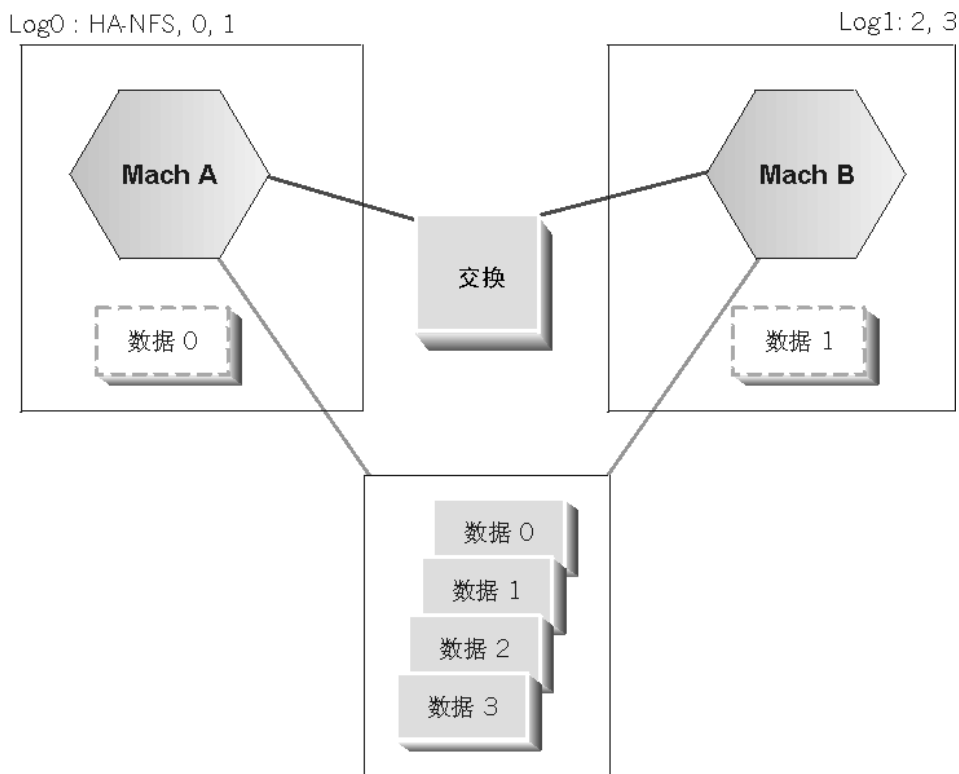 Log0 : HA-NFS, 0, 1
Log1: 2, 3
Mach A
Mach B
交换
数据 0
数据 1
数据 0
数据 1
数据 2
数据 3